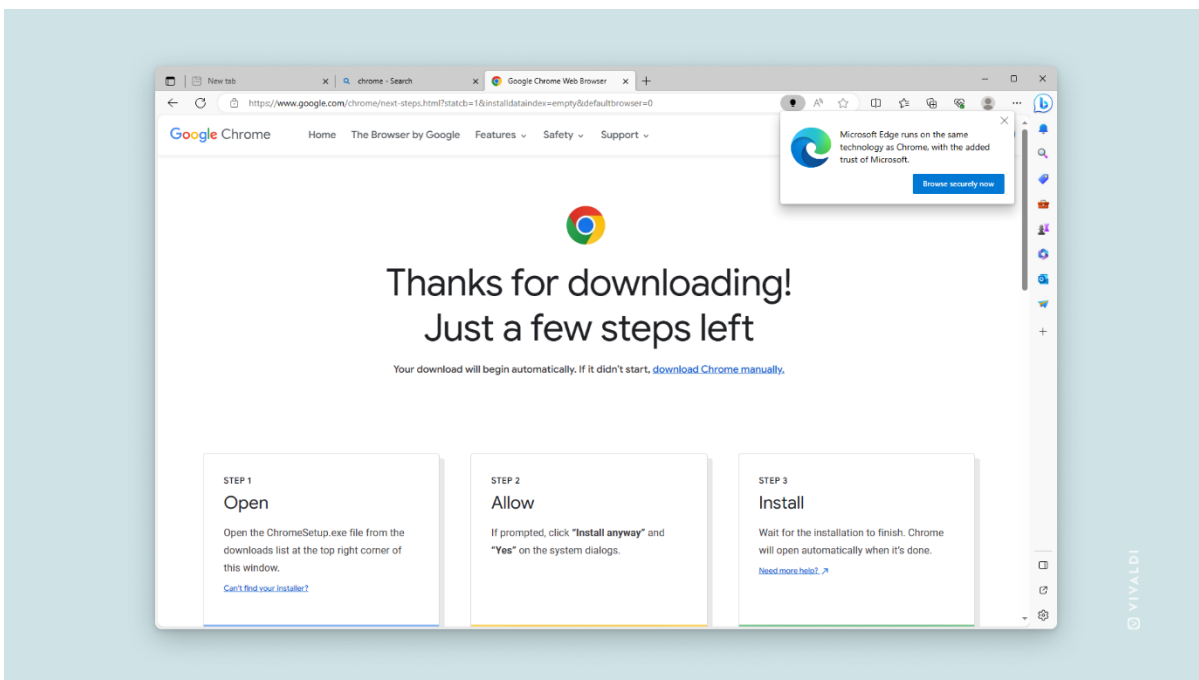 New tab
chrome - Search
Google Chrome Web Browser
https://www.google.com/chrome/next-steps.html?statcb=1&installdataindex=empty&defaultbrowser=0
Google Chrome
Home
The Browser by Google
Features
Safety
Support
Microsoft Edge runs on the same
technology as Chrome, with the added
trust of Microsoft.
Browse securely now
Thanks for downloading!
Just a few steps left
Your download will begin automatically. If it didn't start, download Chrome manually.
STEP 1
Open
Open the ChromeSetup.exe file from the
downloads list at the top right corner of
this window.
Can't find your installer?
STEP 2
Allow
If prompted, click "Install anyway" and
"Yes" on the system dialogs.
STEP 3
Install
Wait for the installation to finish. Chrome
will open automatically when it's done.
Need more help?
VIVALDI